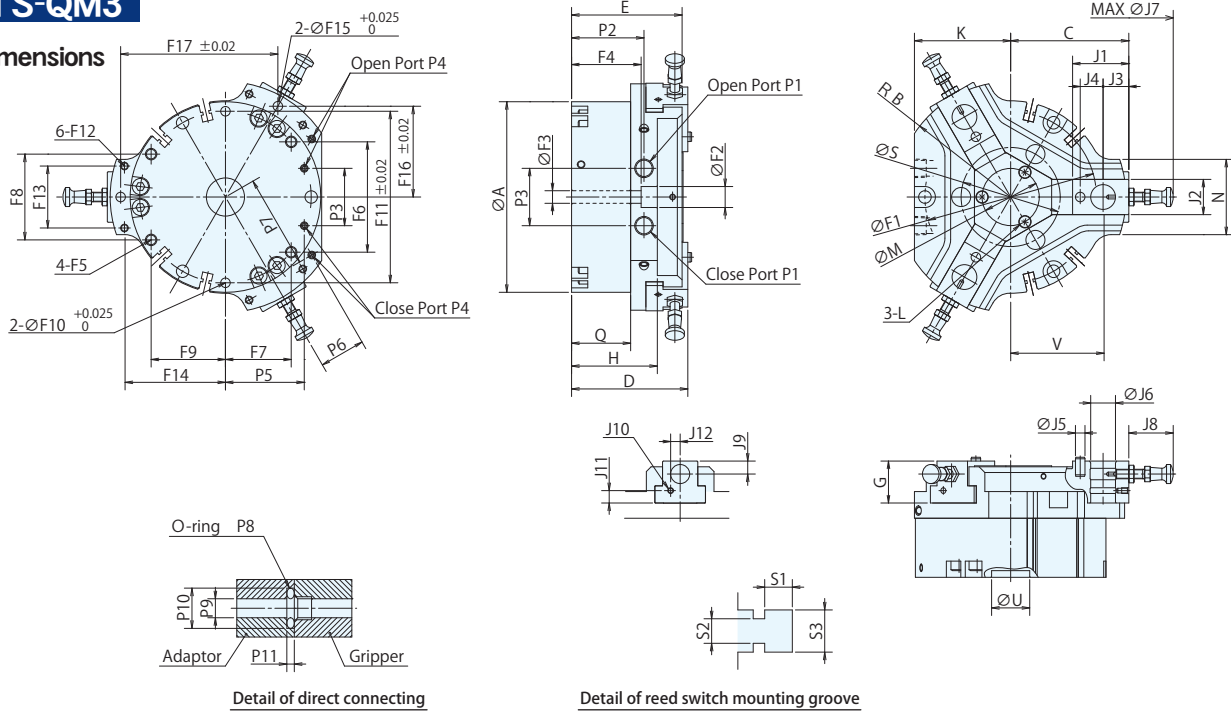 TS-QM3
mensions
F17 ±0.02
2-ØF15 +0.025 0
Open Port P4
6-F12
F8
F13
4-F5
2-ØF10 +0.025 0
F9
F7
F14
P5
P6
P7
P3
F6
F11 ±0.02
F16 ±0.02
Close Port P4
E
P2
F4
Open Port P1
ØF3
ØF2
ØA
P3
Close Port P1
Q
H
D
MAX ØJ7
K
C
J1
J4
J3
R B
ØS
ØF1
ØM
J2
N
3-L
V
ØJ6
ØJ5
J8
G
ØU
J10
J12
J9
J11
O-ring P8
P10
P9
Adaptor
P11
Gripper
Detail of direct connecting
S1
S2
S3
Detail of reed switch mounting groove